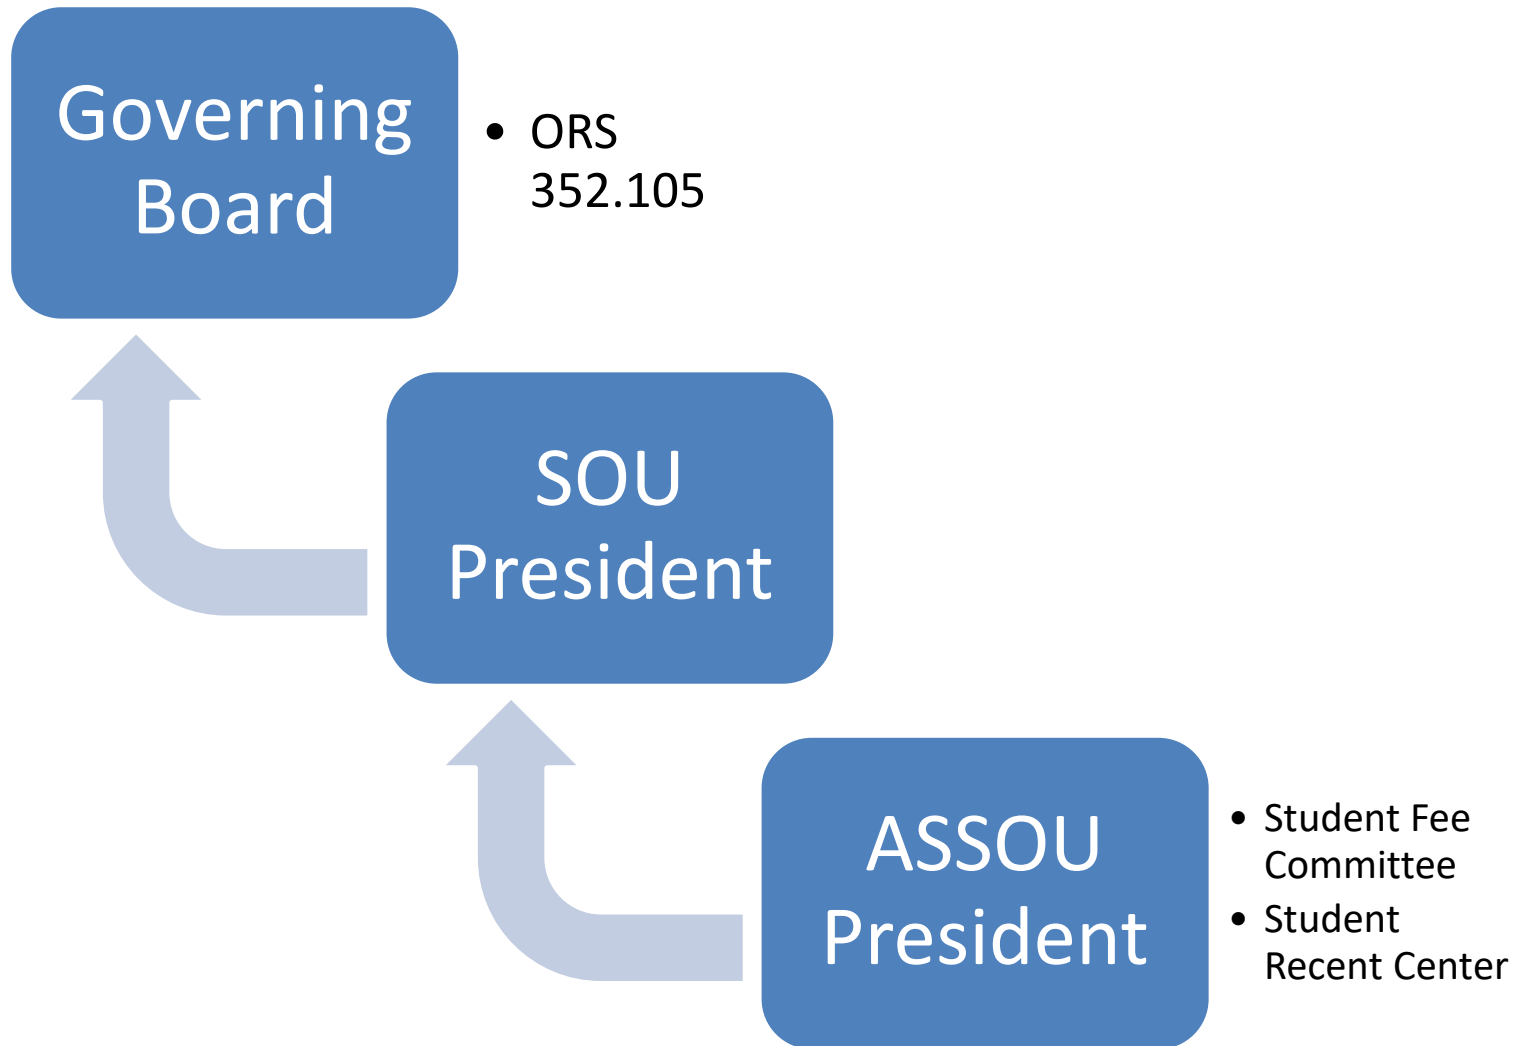 Governing
Board
• ORS
352.105
SOU
President
ASSOU
President
• Student Fee
Committee
• Student
Recent Center